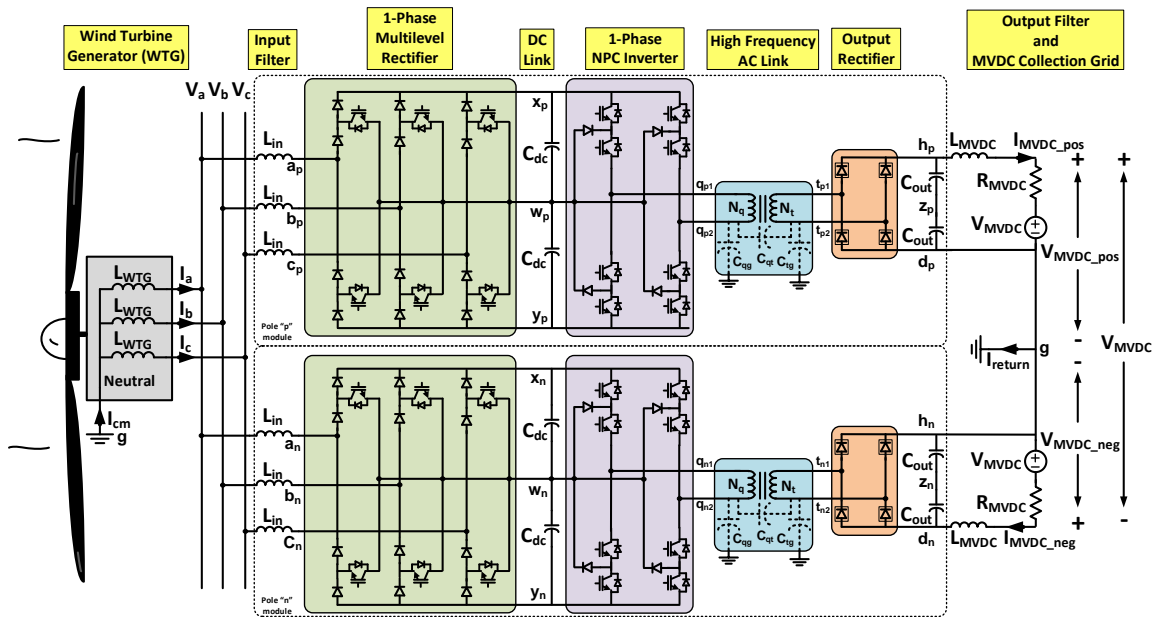 Wind Turbine
Generator (WTG)
Input
Filter
1-Phase
Multilevel
Rectifier
DC
Link
1-Phase
NPC Inverter
High Frequency
AC Link
Output
Rectifier
Output Filter
and
MVDC Collection Grid
Va Vb Vc
Lin
ap
Lin
bp
Lin
cp
Pole "p"
module
xp
Cdc
wp
Cdc
yp
qp1
qp2
Nq
Nt
Cqg
Cqt
Ctg
tp1
tp2
hp
Cout
zp
Cout
dp
LMVDC
IMVDC_pos
RMVDC
VMVDC
+
VMVDC_pos
-
+
VMVDC
-
LWTG
Ia
LWTG
Ib
LWTG
Ic
Neutral
Icm
g
g
Ireturn
Lin
an
Lin
bn
Lin
Cn
Pole "n"
module
xn
Cdc
wn
Cdc
yn
qn1
qn2
Nq
Nt
Cqg
Cqt
Ctg
tn1
tn2
hn
Cout
zn
Cout
dn
LMVDC
IMVDC_neg
RMVDC
VMVDC
-
VMVDC_neg
+